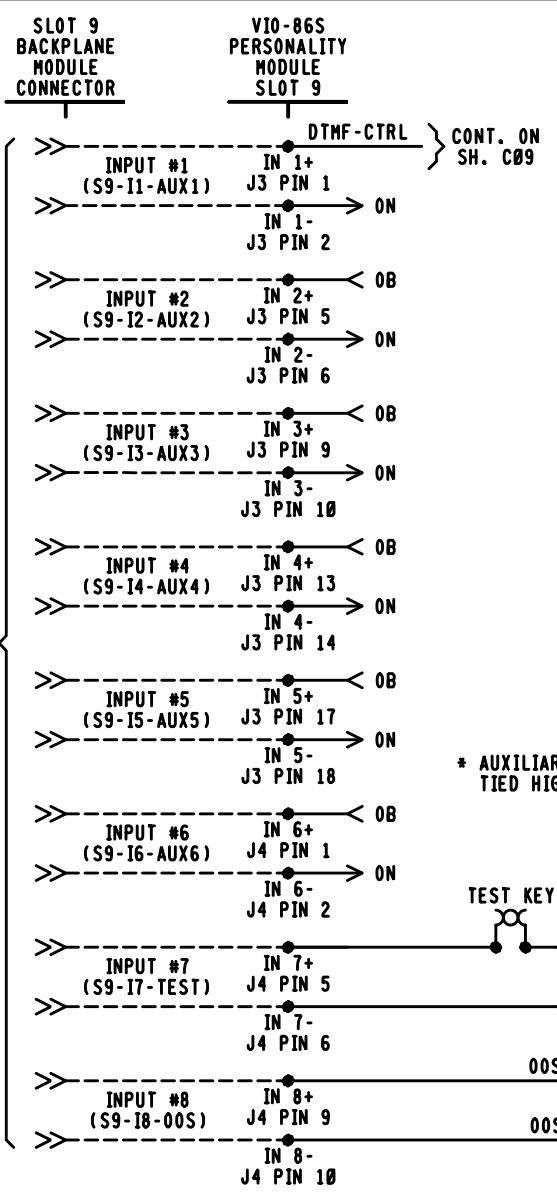 SLOT 9
BACKPLANE
MODULE
CONNECTOR
VIO-86S
PERSONALITY
MODULE
SLOT 9
DTMF-CTRL
CONT. ON
SH. C09
INPUT #1
(S9-I1-AUX1)
IN 1+
J3 PIN 1
ON
IN 1-
J3 PIN 2
OB
INPUT #2
(S9-I2-AUX2)
IN 2+
J3 PIN 5
ON
IN 2-
J3 PIN 6
OB
INPUT #3
(S9-I3-AUX3)
IN 3+
J3 PIN 9
ON
IN 3-
J3 PIN 10
OB
INPUT #4
(S9-I4-AUX4)
IN 4+
J3 PIN 13
ON
IN 4-
J3 PIN 14
OB
INPUT #5
(S9-I5-AUX5)
IN 5+
J3 PIN 17
ON
IN 5-
J3 PIN 18
* AUXILIAR
TIED HIG
OB
INPUT #6
(S9-I6-AUX6)
IN 6+
J4 PIN 1
ON
IN 6-
J4 PIN 2
TEST KEY
INPUT #7
(S9-I7-TEST)
IN 7+
J4 PIN 5
IN 7-
J4 PIN 6
OOS
INPUT #8
(S9-I8-OOS)
IN 8+
J4 PIN 9
OOS
IN 8-
J4 PIN 10